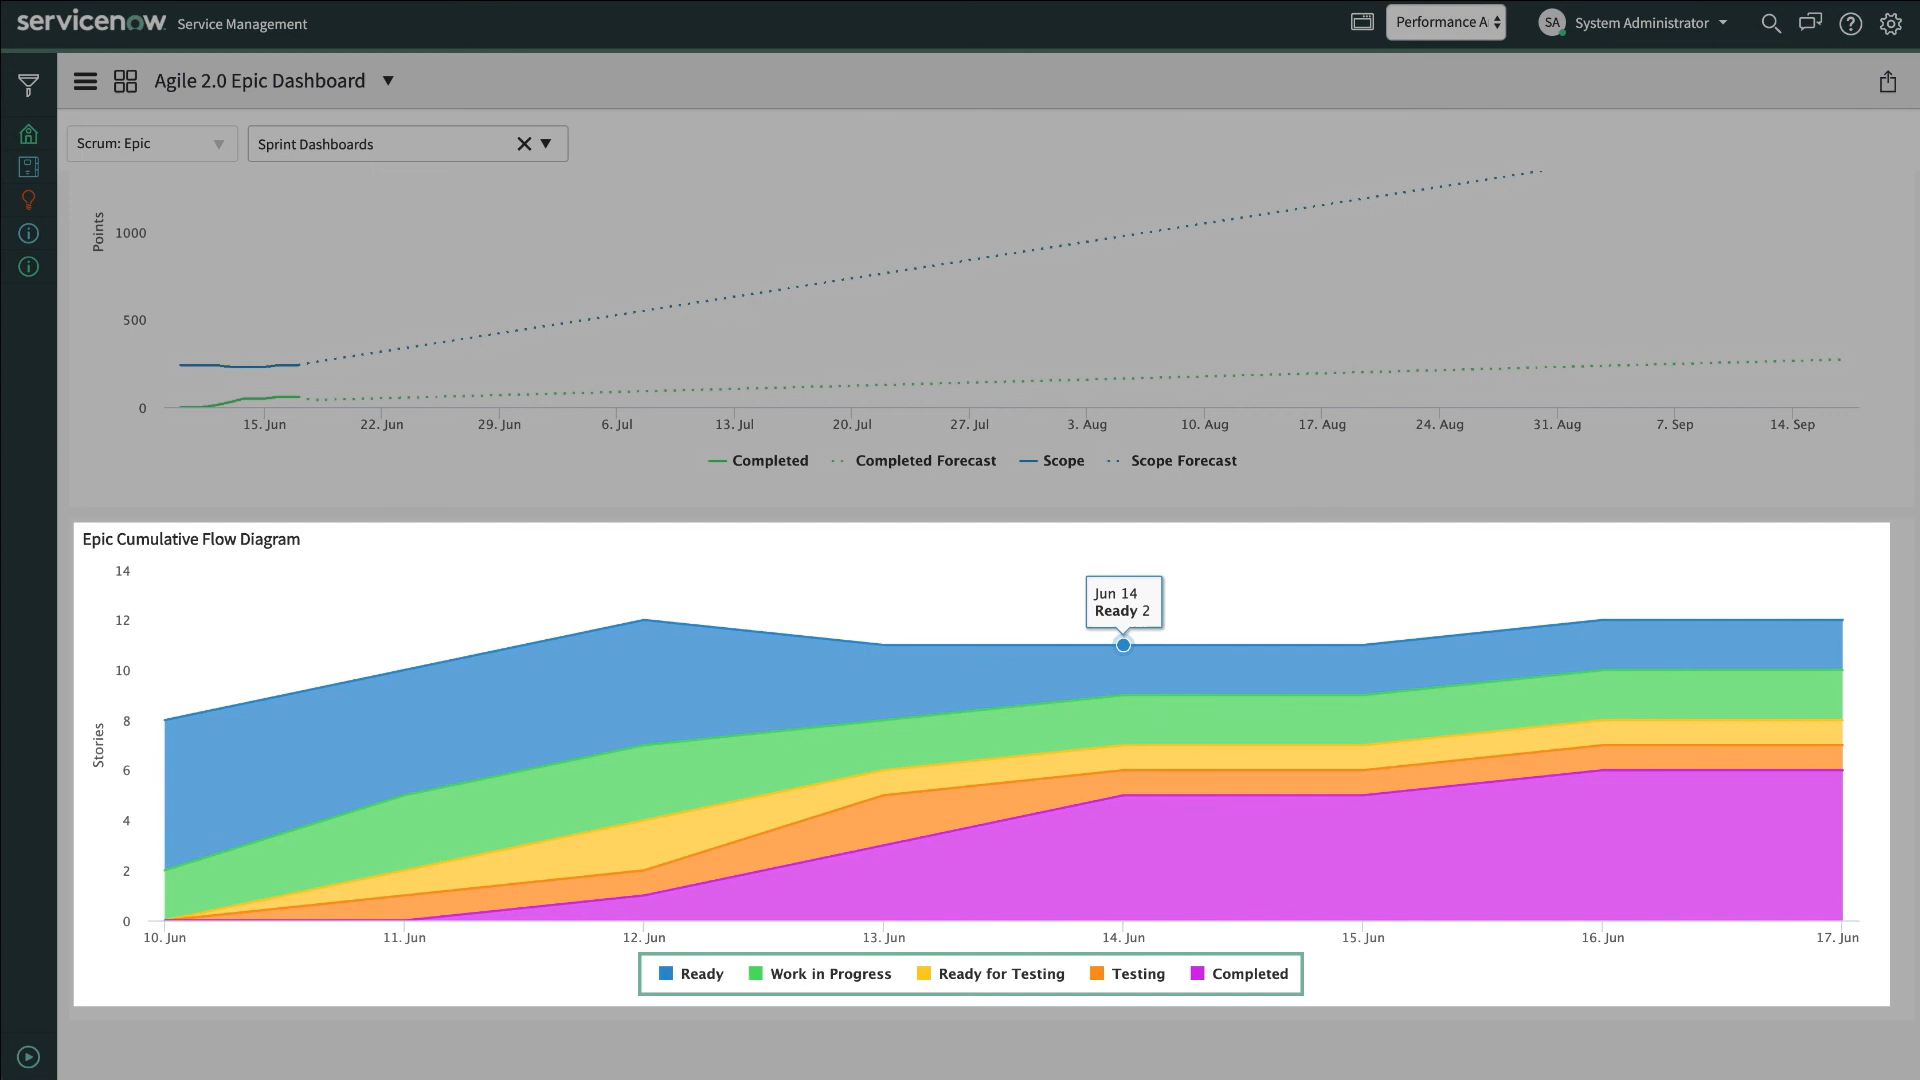 servicenow. Service Management
Performance A
SA System Administrator
Agile 2.0 Epic Dashboard
Scrum: Epic
Sprint Dashboards
Points
1000
500
0
15. Jun 22. Jun 29. Jun 6. Jul 13. Jul 20. Jul 27. Jul 3. Aug 10. Aug 17. Aug 24. Aug 31. Aug 7. Sep 14. Sep
Completed Completed Forecast Scope Scope Forecast
Epic Cumulative Flow Diagram
Stories
14
12
10
8
6
4
2
0
Jun 14
Ready 2
10. Jun 11. Jun 12. Jun 13. Jun 14. Jun 15. Jun 16. Jun 17. Jun
Ready Work in Progress Ready for Testing Testing Completed